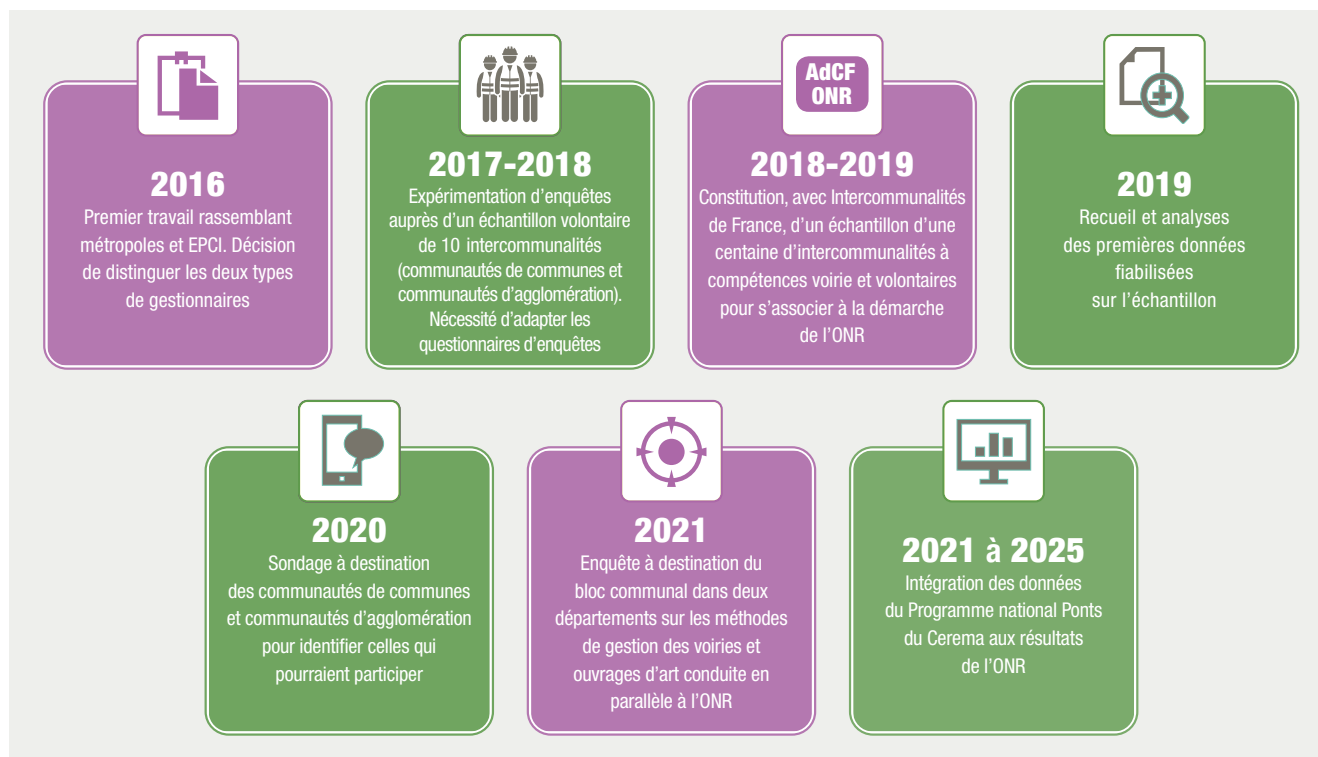 2016
Premier travail rassemblant
métropoles et EPCI. Décision
de distinguer les deux types
de gestionnaires
2017-2018
Expérimentation d'enquêtes
auprès d'un échantillon volontaire
de 10 intercommunalités
(communautés de communes et
communautés d'agglomération).
Nécessité d'adapter les
questionnaires d'enquêtes
AdCF
ONR
2018-2019
Constitution, avec Intercommunalités
de France, d'un échantillon d'une
centaine d'intercommunalités à
compétences voirie et volontaires
pour s'associer à la démarche
de l'ONR
2019
Recueil et analyses
des premières données
fiabilisées
sur l'échantillon
2020
Sondage à destination
des communautés de communes
et communautés d'agglomération
pour identifier celles qui
pourraient participer
2021
Enquête à destination du
bloc communal dans deux
départements sur les méthodes
de gestion des voiries et
ouvrages d'art conduite en
parallèle à l'ONR
2021 à 2025
Intégration des données
du Programme national Ponts
du Cerema aux résultats
de l'ONR